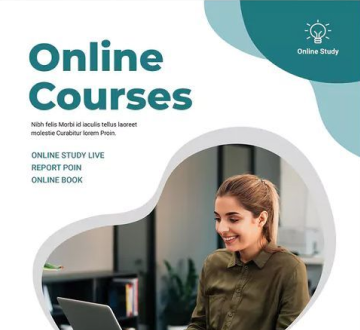 Online Study
Online
Courses
Nibh felis Morbi id iaculis tellus laoreet
molestie Curabitur lorem Proin.
ONLINE STUDY LIVE
REPORT POIN
ONLINE BOOK